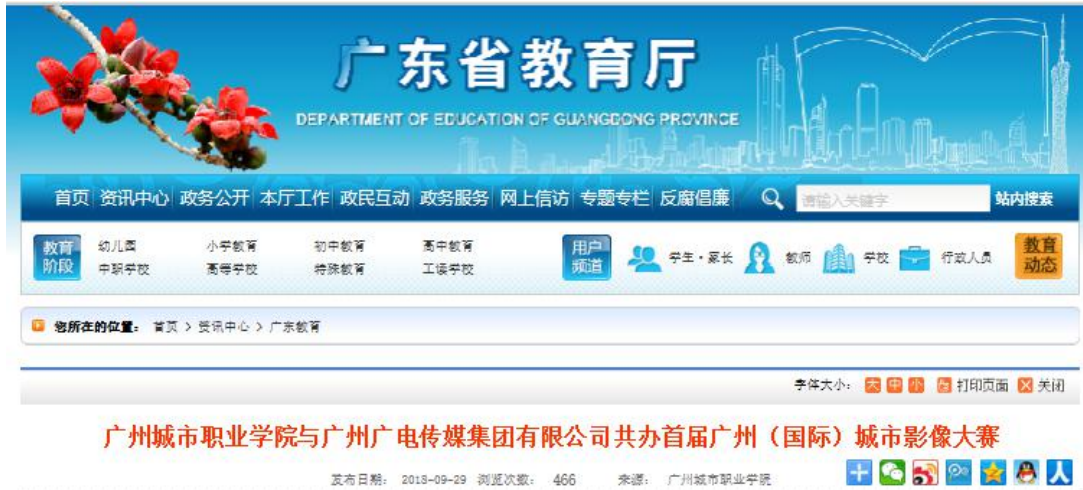 广东省教育厅
DEPARTMENT OF EDUCATION OF GUANGDONG PROVINCE
首页 资讯中心 政务公开 本厅工作 政民互动 政务服务 网上信访 专题专栏 反腐倡廉 请输入关键字 站内搜索
教育阶段 幼儿园 小学教育 初中教育 高中教育 用户频道 学生·家长 教师 学校 行政人员 教育动态
中职学校 高等学校 特殊教育 工读学校
您所在的位置: 首页 > 资讯中心 > 广东教育
字体大小: 大 中 小 打印页面 关闭
广州城市职业学院与广州广电传媒集团有限公司共办首届广州（国际）城市影像大赛
发布日期: 2018-09-29 浏览次数: 466 来源: 广州城市职业学院